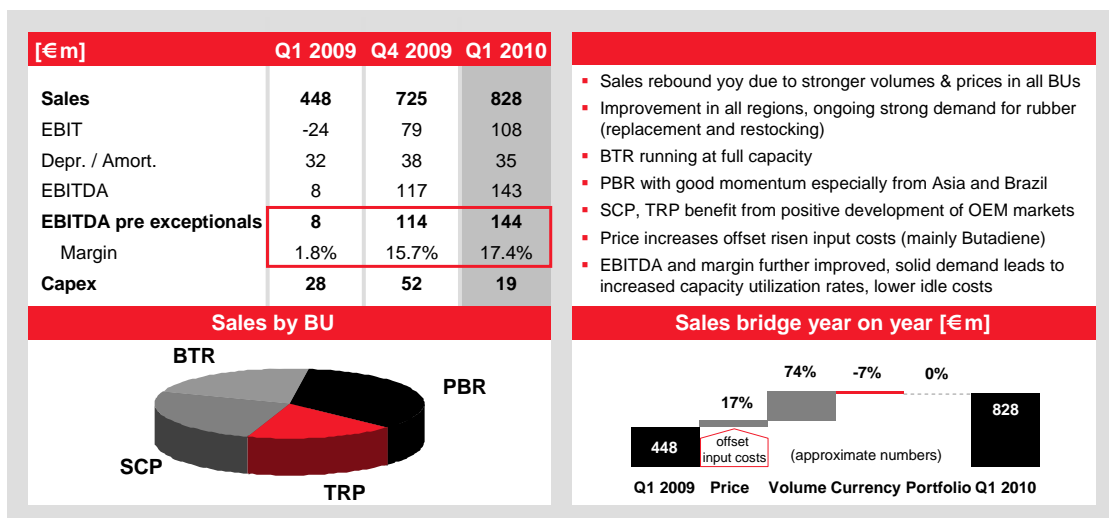 [€m] Q1 2009 Q4 2009 Q1 2010
Sales 448 725 828
EBIT -24 79 108
Depr. / Amort. 32 38 35
EBITDA 8 117 143
EBITDA pre exceptionals 8 114 144
Margin 1.8% 15.7% 17.4%
Capex 28 52 19
▪ Sales rebound yoy due to stronger volumes & prices in all BUs
▪ Improvement in all regions, ongoing strong demand for rubber
(replacement and restocking)
▪ BTR running at full capacity
▪ PBR with good momentum especially from Asia and Brazil
▪ SCP, TRP benefit from positive development of OEM markets
▪ Price increases offset risen input costs (mainly Butadiene)
▪ EBITDA and margin further improved, solid demand leads to
increased capacity utilization rates, lower idle costs
Sales by BU
BTR
PBR
SCP
TRP
Sales bridge year on year [€m]
74% -7% 0%
17%
828
448
offset
input costs
(approximate numbers)
Q1 2009 Price Volume Currency Portfolio Q1 2010